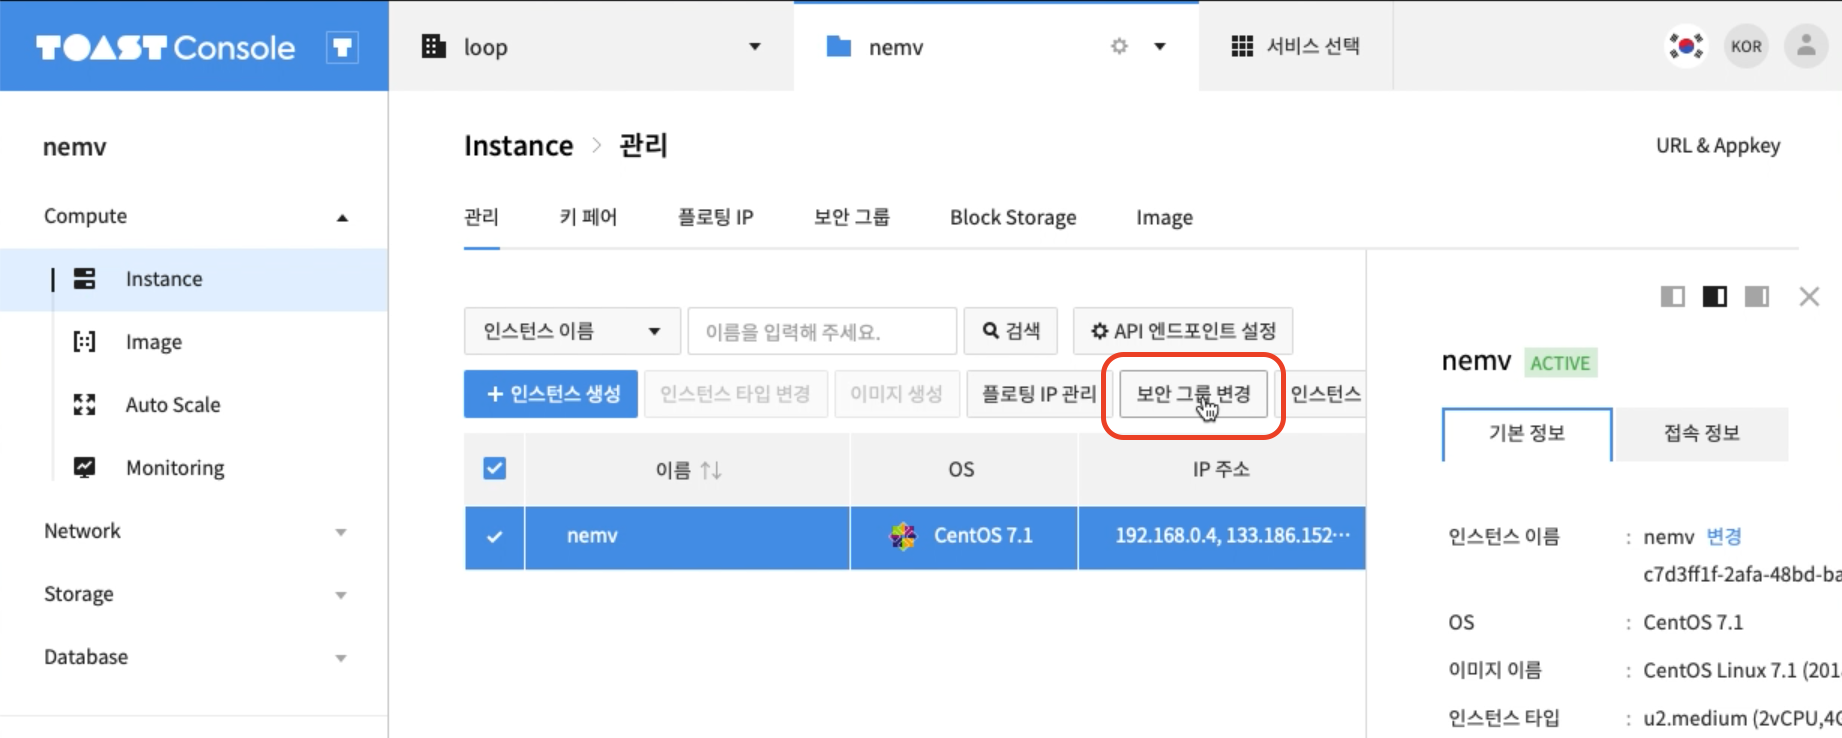 TOAST Console
loop
nemv
서비스 선택
KOR
nemv
Compute
Instance
Image
Auto Scale
Monitoring
Network
Storage
Database
Instance > 관리
URL & Appkey
관리
키 페어
플로팅 IP
보안 그룹
Block Storage
Image
인스턴스 이름
이름을 입력해 주세요.
검색
API 엔드포인트 설정
+ 인스턴스 생성
인스턴스 타입 변경
이미지 생성
플로팅 IP 관리
보안 그룹 변경
인스턴스
이름
OS
IP 주소
nemv
CentOS 7.1
192.168.0.4, 133.186.152…
nemv ACTIVE
기본 정보
접속 정보
인스턴스 이름 : nemv 변경
c7d3ff1f-2afa-48bd-ba
OS : CentOS 7.1
이미지 이름 : CentOS Linux 7.1 (201
인스턴스 타입 : u2.medium (2vCPU,4